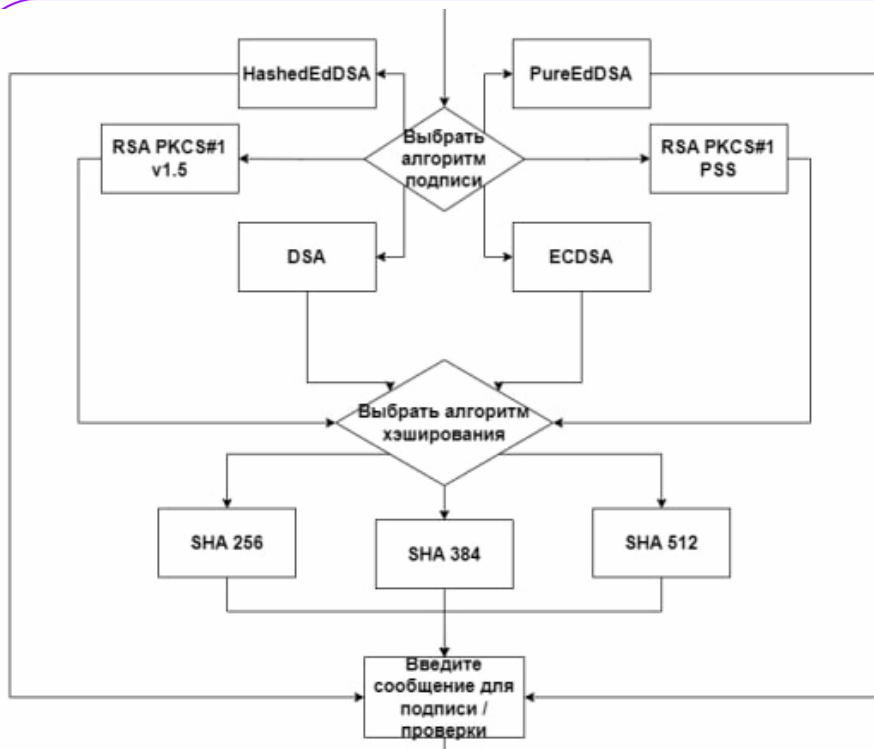 HashedEdDSA
PureEdDSA
Выбрать
алгоритм
подписи
RSA PKCS#1
v1.5
RSA PKCS#1
PSS
DSA
ECDSA
Выбрать алгоритм
хэширования
SHA 256
SHA 384
SHA 512
Введите
сообщение для
подписи /
проверки